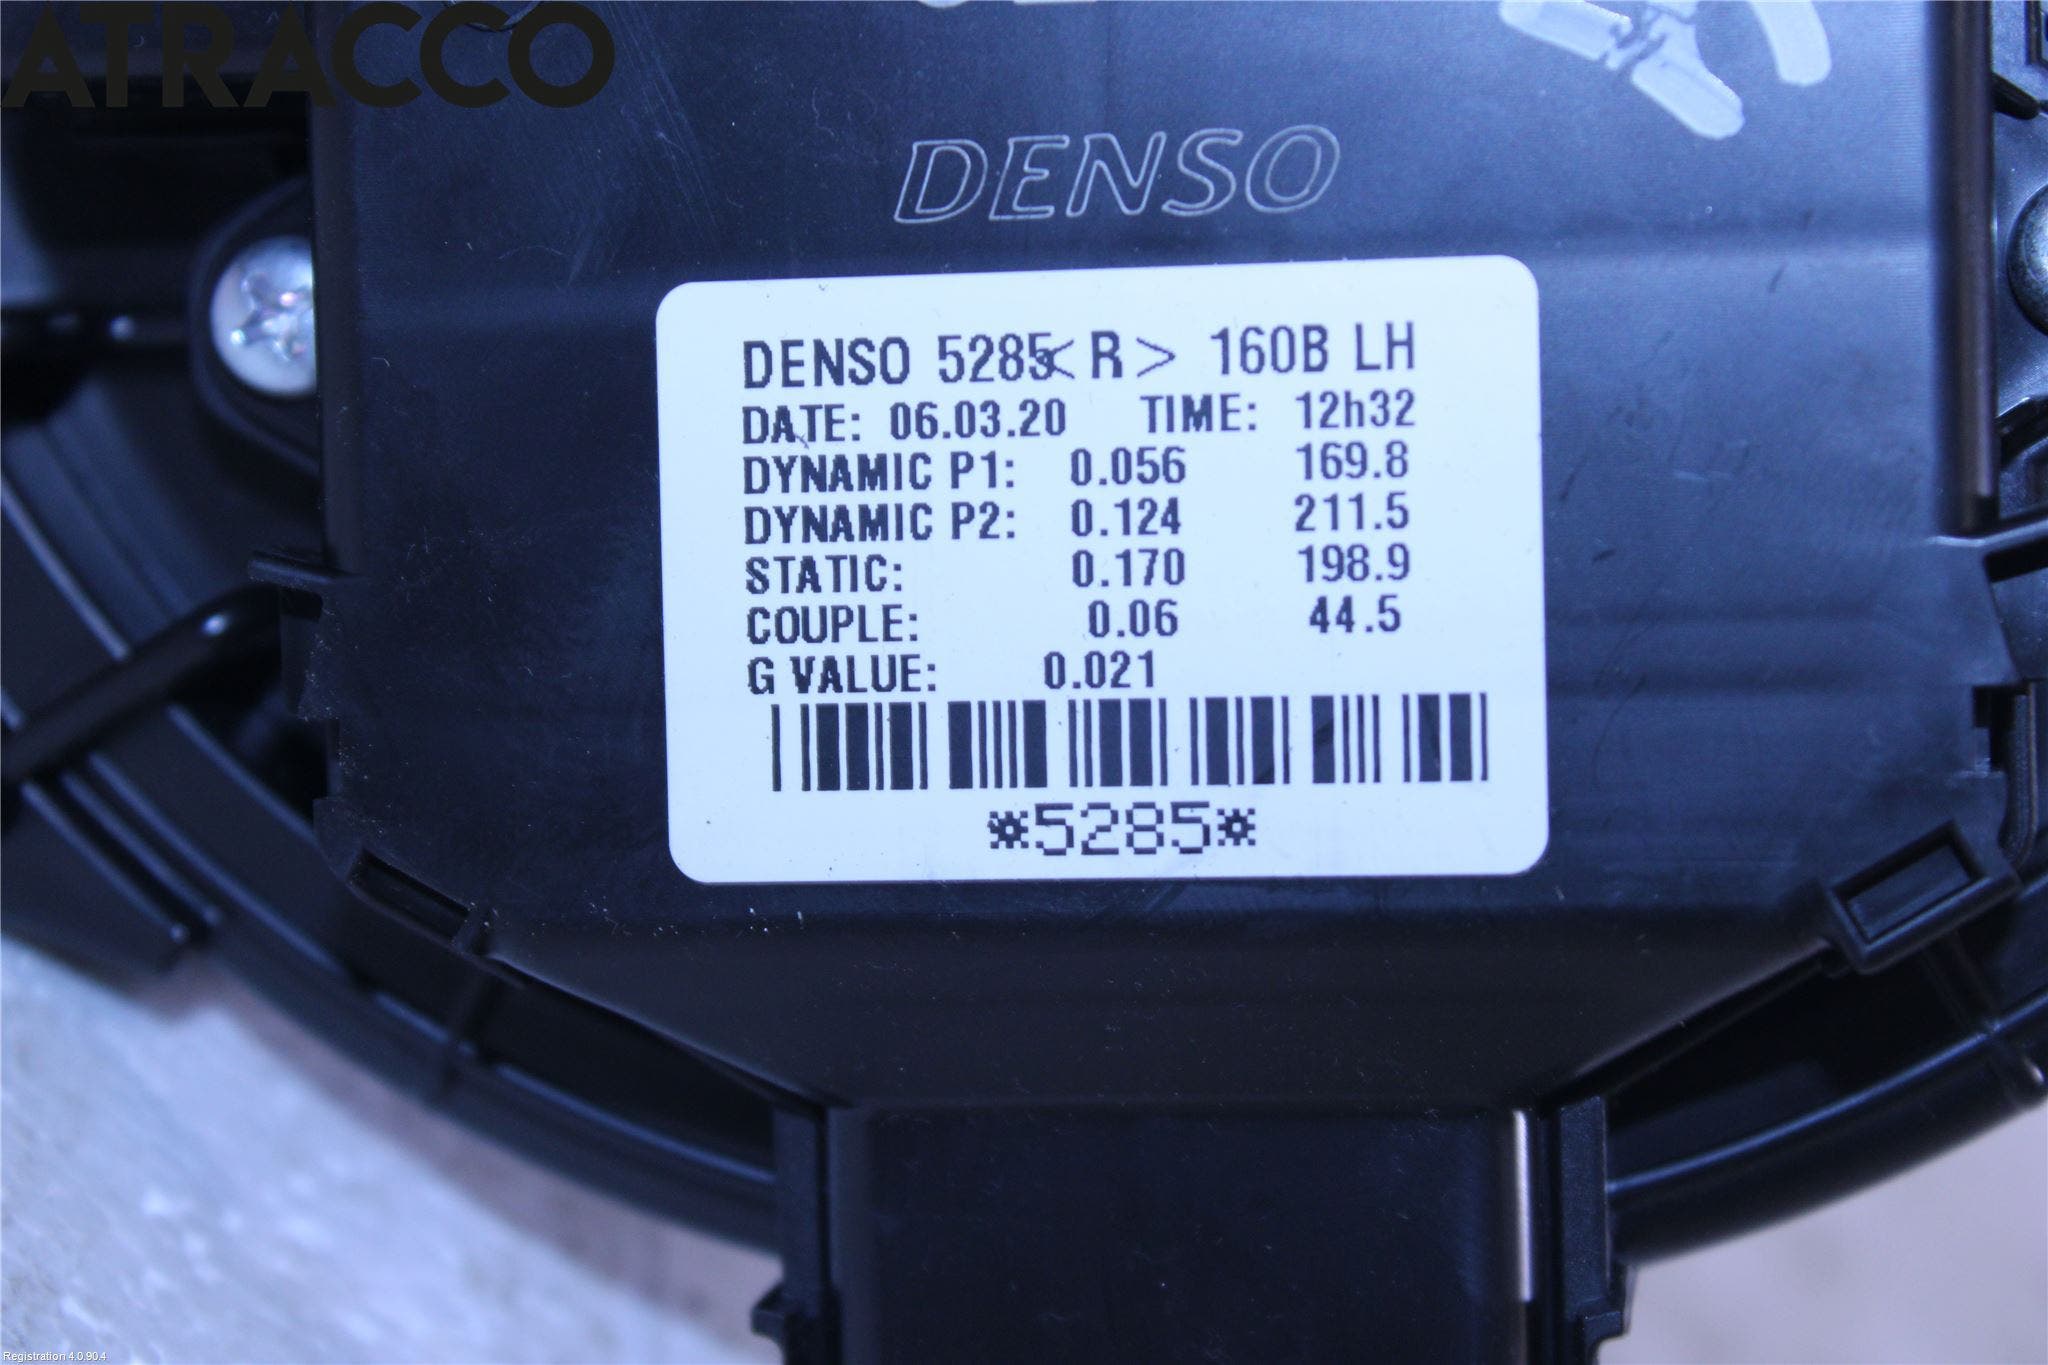 ATRACCO
DENSO
DENSO 5285<R> 160B LH
DATE: 06.03.20 TIME: 12h32
DYNAMIC P1: 0.056 169.8
DYNAMIC P2: 0.124 211.5
STATIC: 0.170 198.9
COUPLE: 0.06 44.5
G VALUE: 0.021
*5285*
Registration 4.0.90.4